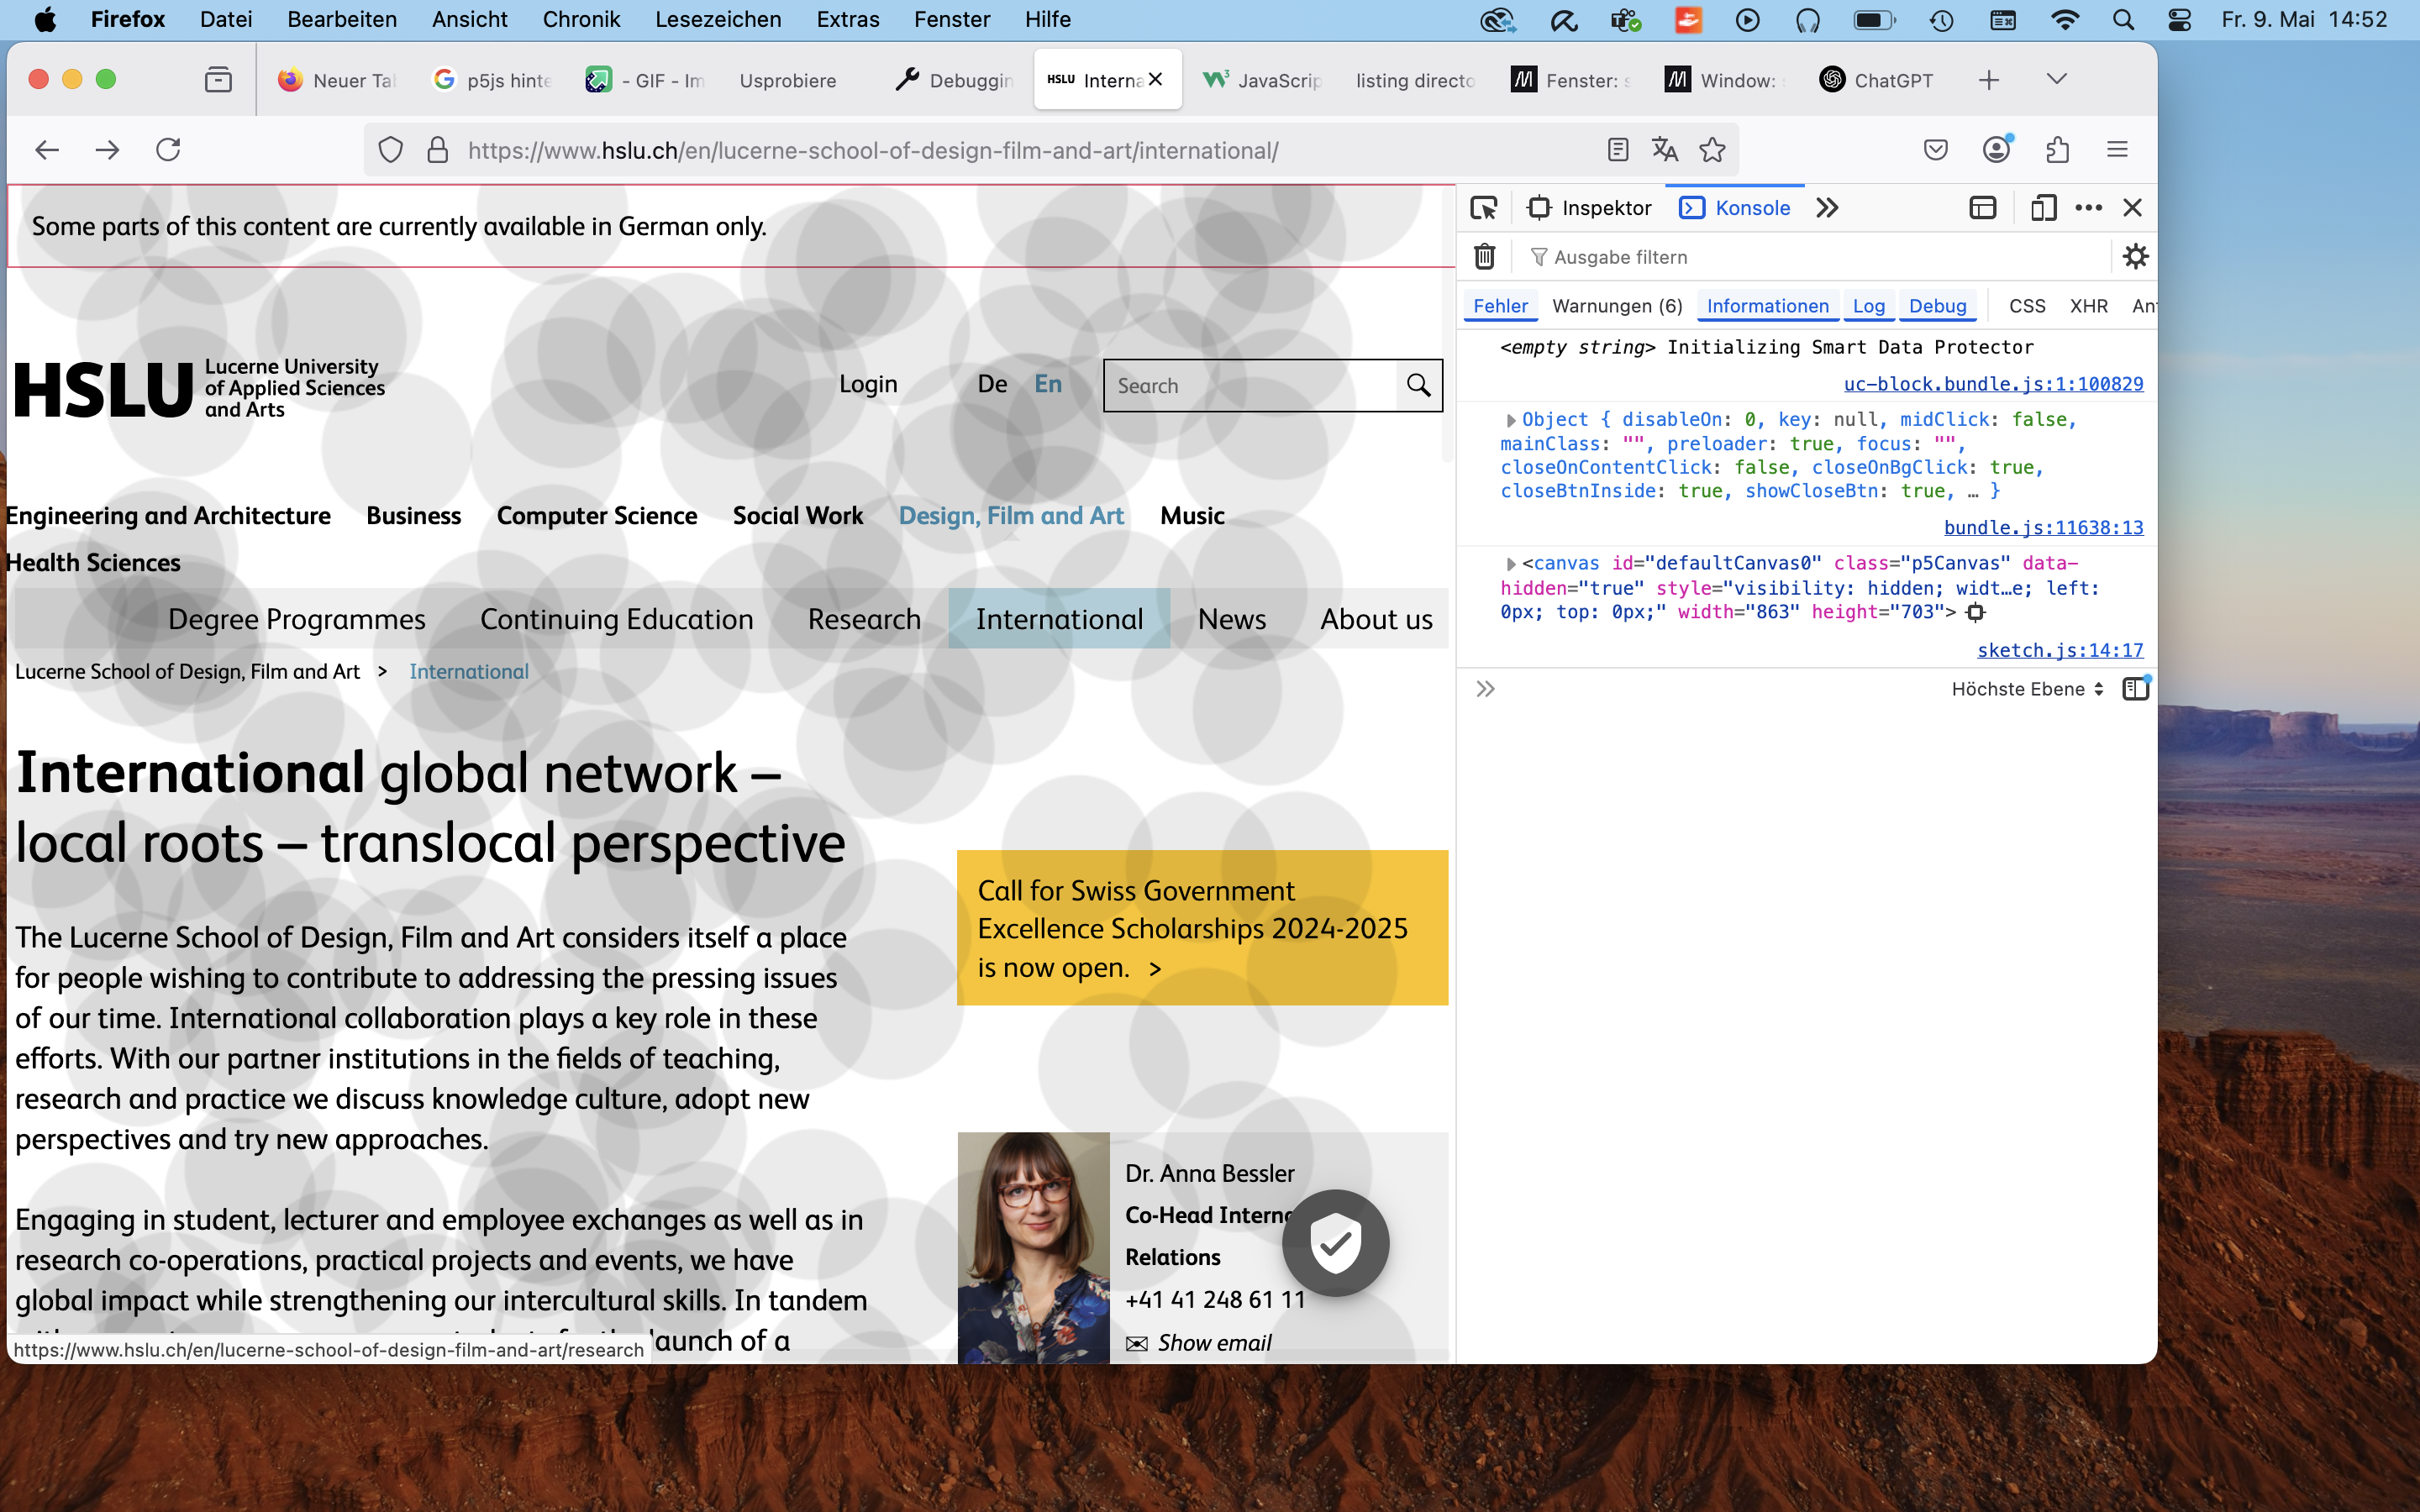 Firefox Datei Bearbeiten Ansicht Chronik Lesezeichen Extras Fenster Hilfe Fr. 9. Mai 14:52
Neuer Tab p5js hinte - GIF - Im Usprobiere Debuggin HSLU Interna JavaScrip listing directo Fenster: s Window: ChatGPT
https://www.hslu.ch/en/lucerne-school-of-design-film-and-art/international/
Some parts of this content are currently available in German only.
HSLU Lucerne University
of Applied Sciences
and Arts
Login De En Search
Engineering and Architecture Business Computer Science Social Work Design, Film and Art Music
Health Sciences
Degree Programmes Continuing Education Research International News About us
Lucerne School of Design, Film and Art > International
International global network –
local roots – translocal perspective
The Lucerne School of Design, Film and Art considers itself a place
for people wishing to contribute to addressing the pressing issues
of our time. International collaboration plays a key role in these
efforts. With our partner institutions in the fields of teaching,
research and practice we discuss knowledge culture, adopt new
perspectives and try new approaches.
Engaging in student, lecturer and employee exchanges as well as in
research co-operations, practical projects and events, we have
global impact while strengthening our intercultural skills. In tandem
launch of a
https://www.hslu.ch/en/lucerne-school-of-design-film-and-art/research
Call for Swiss Government
Excellence Scholarships 2024-2025
is now open. >
Dr. Anna Bessler
Co-Head Interna
Relations
+41 41 248 61 11
Show email
Inspektor Konsole
Ausgabe filtern
Fehler Warnungen (6) Informationen Log Debug CSS XHR An
<empty string> Initializing Smart Data Protector
uc-block.bundle.js:1:100829
Object { disableOn: 0, key: null, midClick: false,
mainClass: "", preloader: true, focus: "",
closeOnContentClick: false, closeOnBgClick: true,
closeBtnInside: true, showCloseBtn: true, … }
bundle.js:11638:13
<canvas id="defaultCanvas0" class="p5Canvas" data-
hidden="true" style="visibility: hidden; widt…e; left:
0px; top: 0px;" width="863" height="703">
sketch.js:14:17
Höchste Ebene